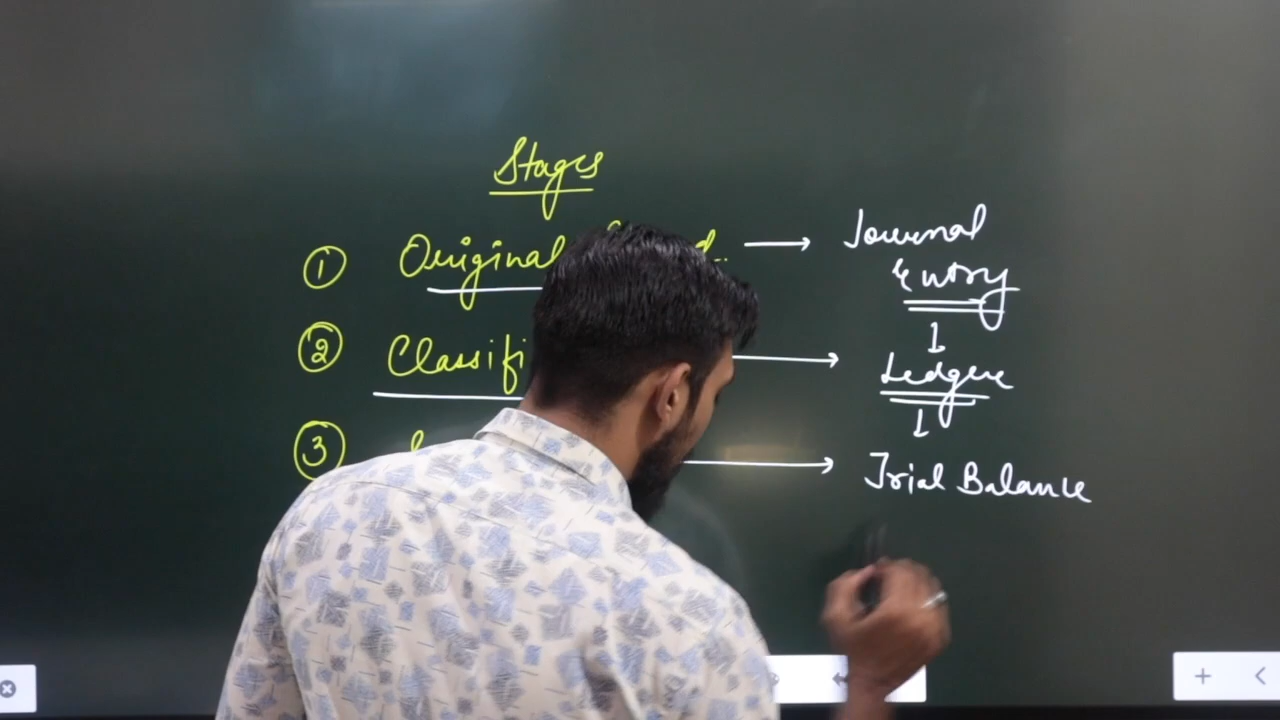 Stages
① Original → Journal
Entry
② Classifi → Ledger
③ → Trial Balance